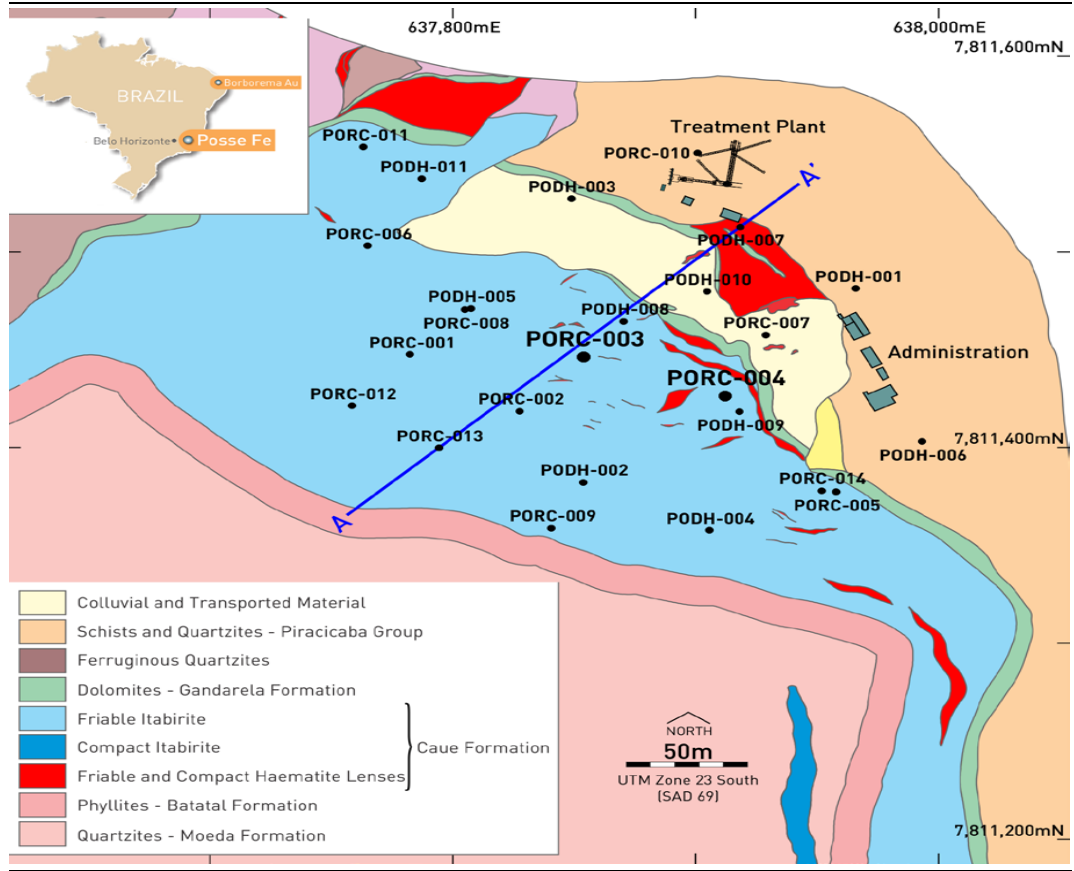 637,800mE
638,000mE
7,811,600mN
BRAZIL
Borborema Au
Belo Horizonte
Posse Fe
PORC-011
PODH-011
Treatment Plant
PORC-010
PODH-003
A'
PORC-006
PODH-007
PODH-010
PODH-001
PODH-005
PORC-008
PODH-008
PORC-007
PORC-003
PORC-001
Administration
PORC-004
PORC-012
PORC-002
PODH-009
PORC-013
7,811,400mN
PODH-006
PODH-002
PORC-014
PORC-005
A
PORC-009
PODH-004
Colluvial and Transported Material
Schists and Quartzites - Piracicaba Group
Ferruginous Quartzites
Dolomites - Gandarela Formation
Friable Itabirite
Compact Itabirite
Caue Formation
Friable and Compact Haematite Lenses
Phyllites - Batatal Formation
Quartzites - Moeda Formation
NORTH
50m
UTM Zone 23 South
(SAD 69)
7,811,200mN